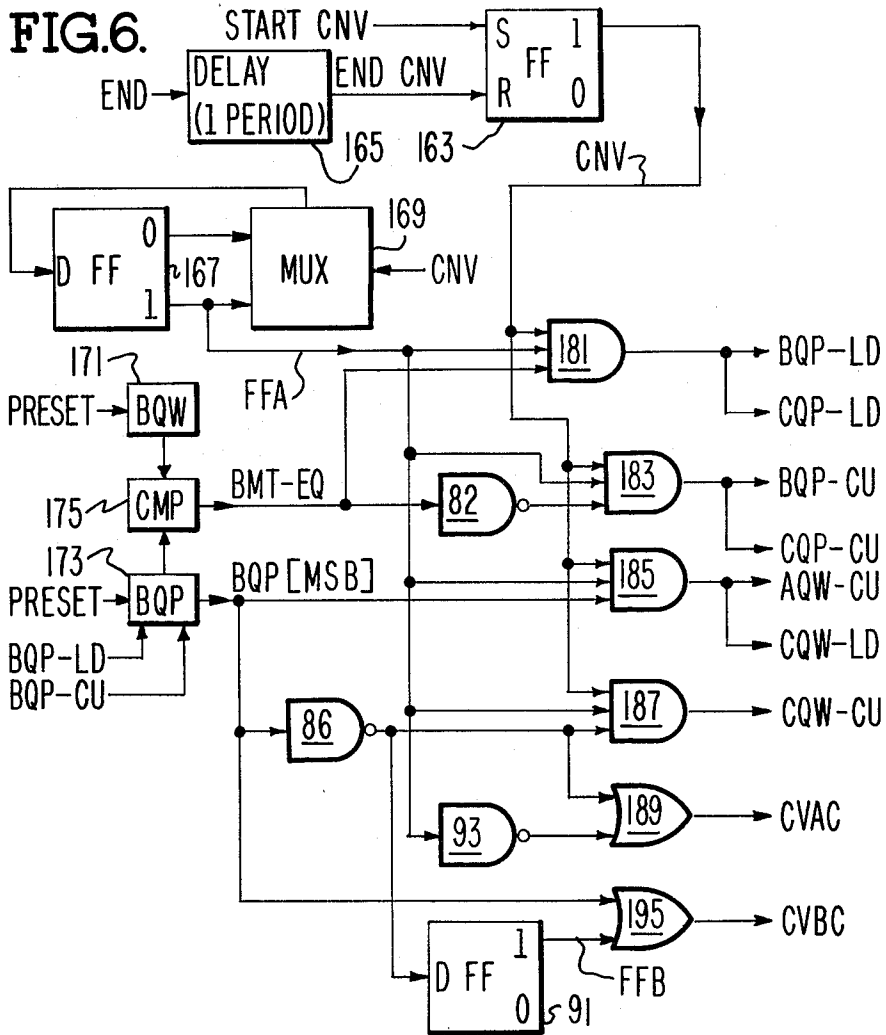 FIG.6.
START CNV
S 1
FF
R 0
163
END
DELAY
(1 PERIOD)
165
END CNV
CNV
0
D FF
1
167
MUX
169
CNV
FFA
171
PRESET
BQW
175
CMP
BMT-EQ
173
PRESET
BQP
BQP[MSB]
BQP-LD
BQP-CU
181
BQP-LD
CQP-LD
82
183
BQP-CU
CQP-CU
185
AQW-CU
CQW-LD
86
187
CQW-CU
93
189
CVAC
195
CVBC
1
D FF
0
91
FFB